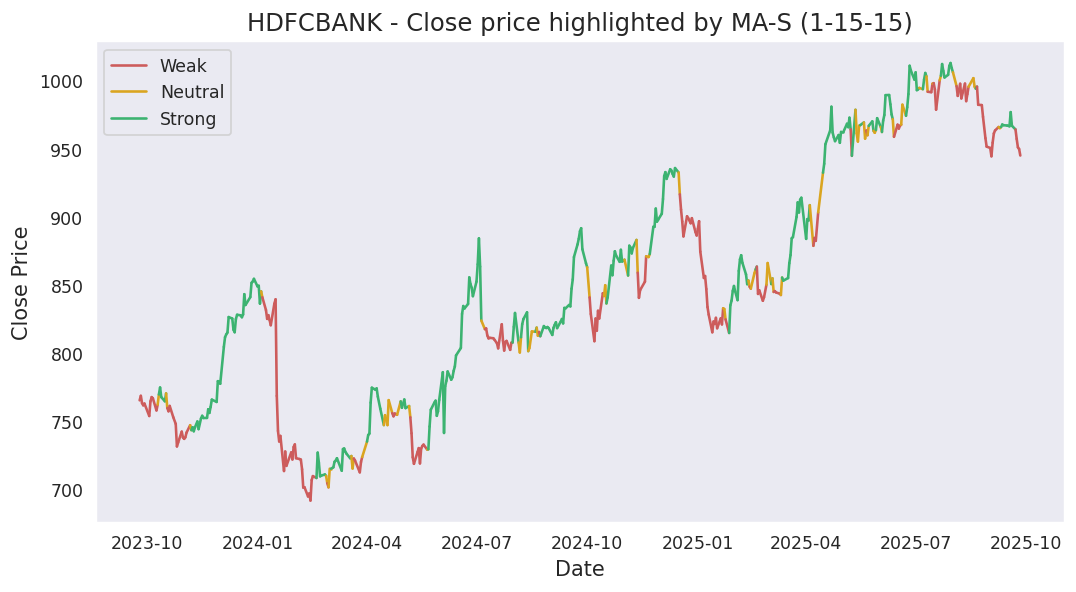 HDFCBANK - Close price highlighted by MA-S (1-15-15)
Weak
Neutral
Strong
Close Price
1000
950
900
850
800
750
700
2023-10 2024-01 2024-04 2024-07 2024-10 2025-01 2025-04 2025-07 2025-10
Date